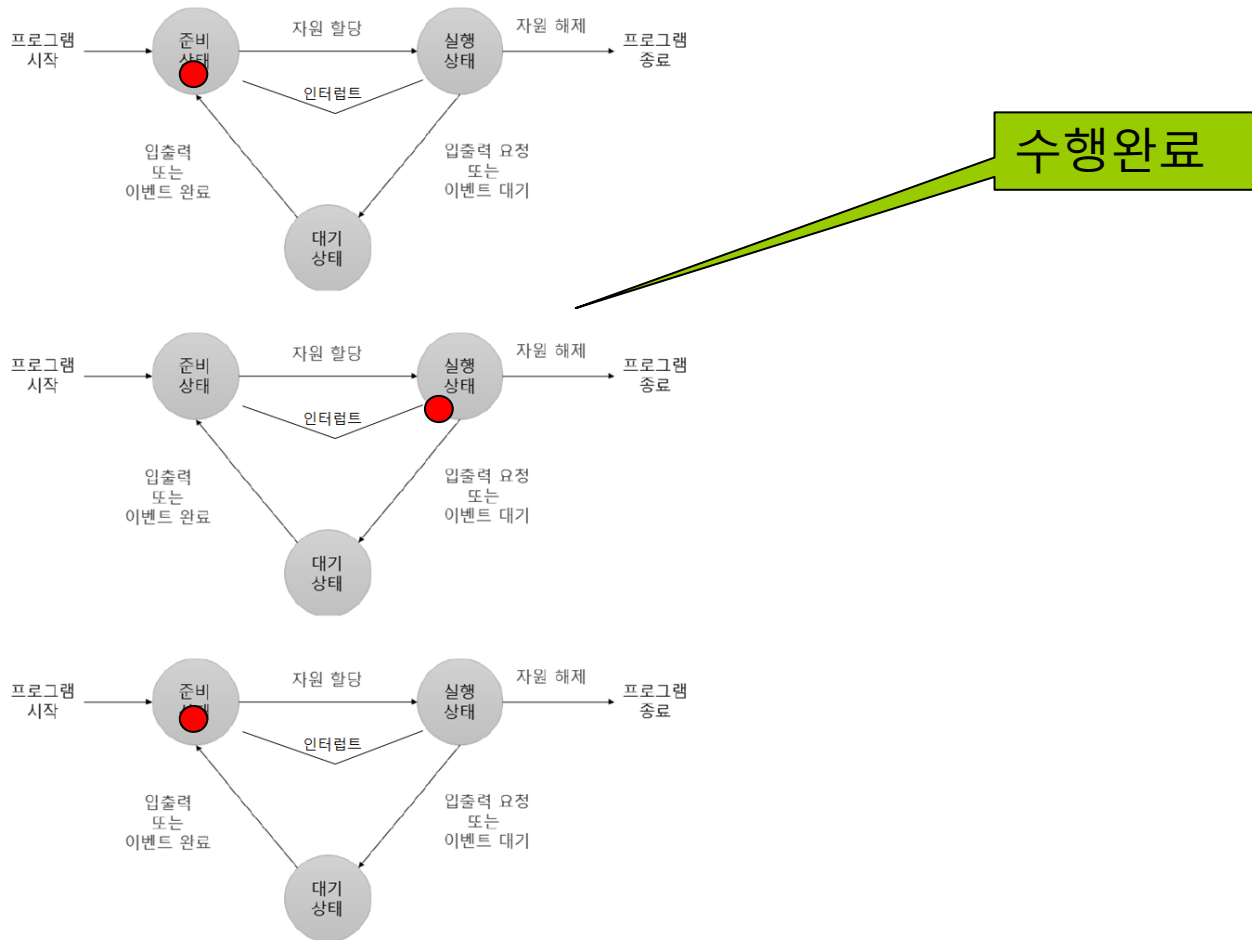 프로그램
시작
준비
상태
자원 할당
실행
상태
자원 해제
프로그램
종료
인터럽트
입출력
또는
이벤트 완료
입출력 요청
또는
이벤트 대기
대기
상태
수행완료
프로그램
시작
준비
상태
자원 할당
실행
상태
자원 해제
프로그램
종료
인터럽트
입출력
또는
이벤트 완료
입출력 요청
또는
이벤트 대기
대기
상태
프로그램
시작
준비
자원 할당
실행
상태
자원 해제
프로그램
종료
인터럽트
입출력
또는
이벤트 완료
입출력 요청
또는
이벤트 대기
대기
상태